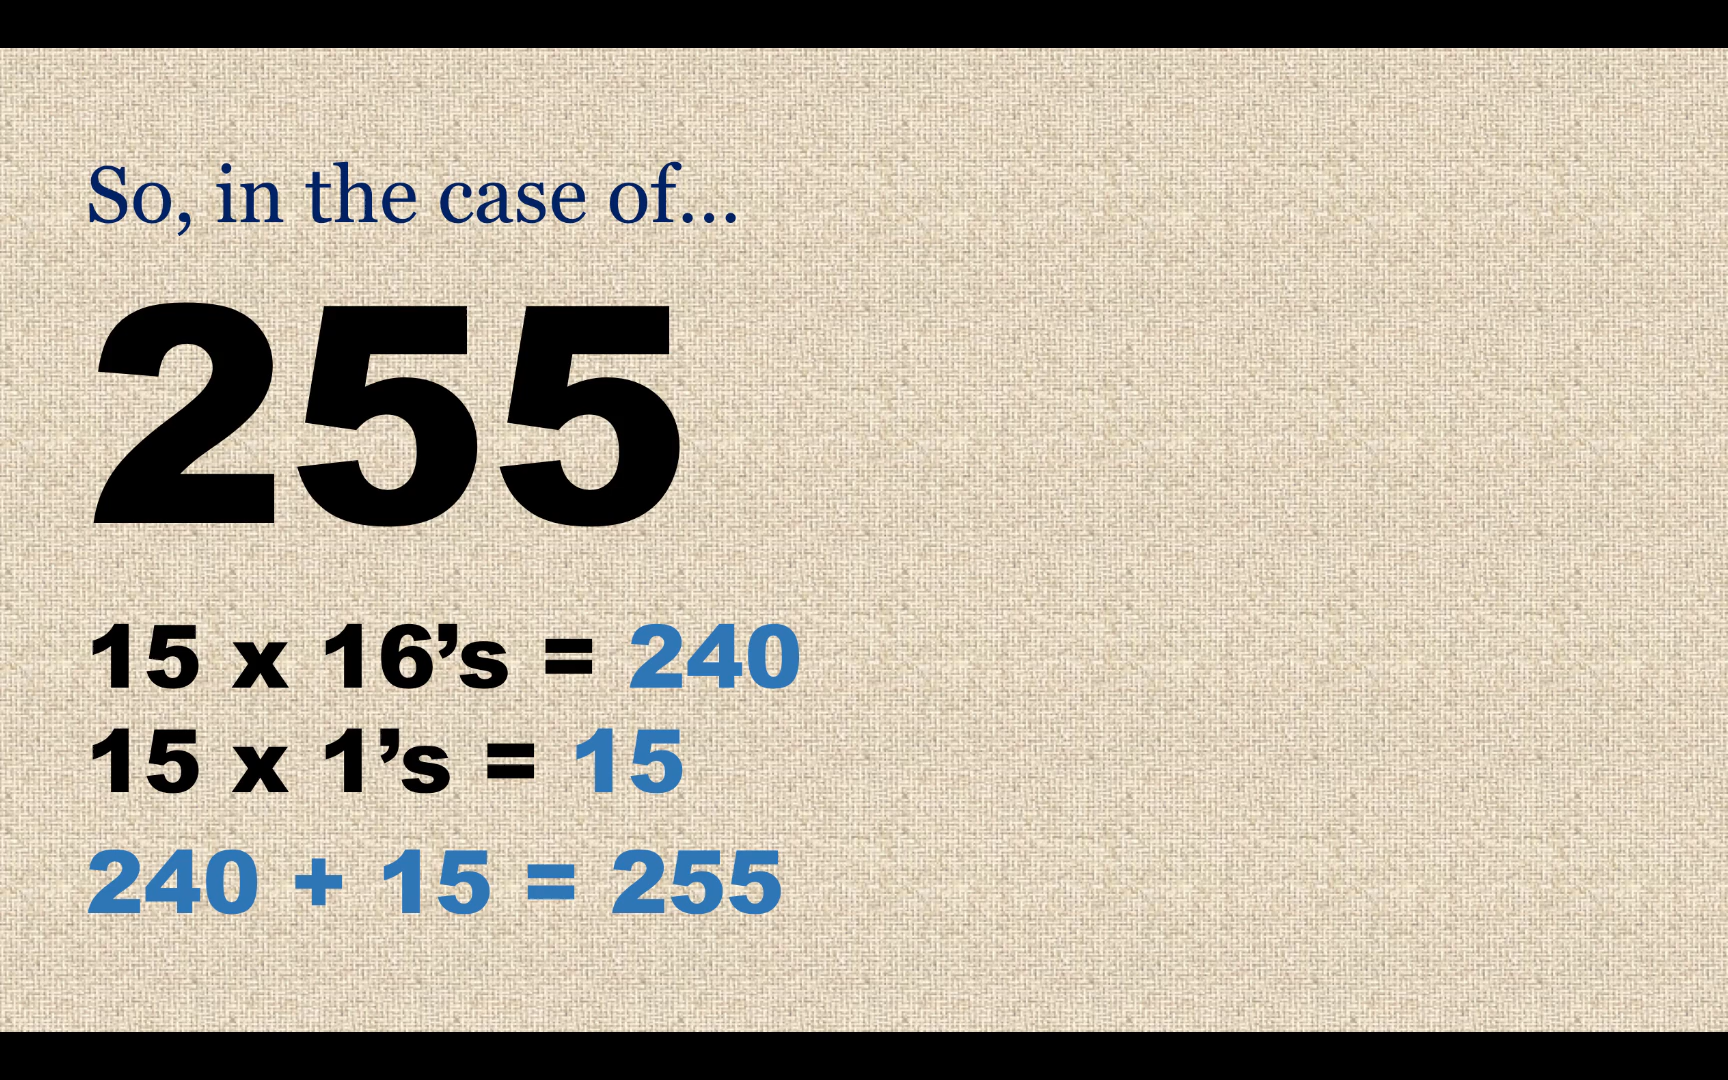 So, in the case of...
255
15 x 16’s = 240
15 x 1’s = 15
240 + 15 = 255